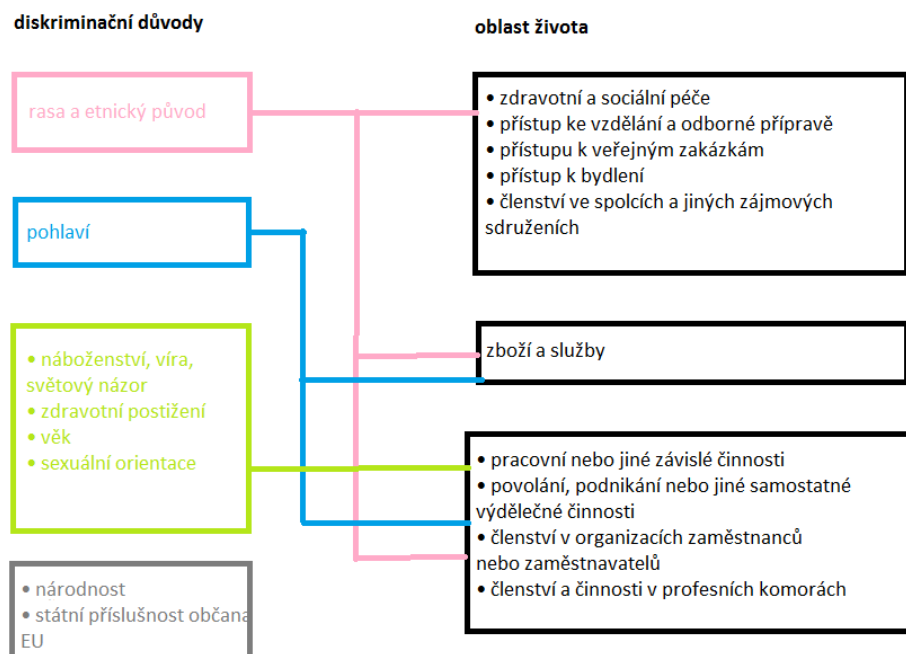 diskriminační důvody
rasa a etnický původ
pohlaví
• náboženství, víra,
světový názor
• zdravotní postižení
• věk
• sexuální orientace
• národnost
• státní příslušnost občana
EU
oblast života
• zdravotní a sociální péče
• přístup ke vzdělání a odborné přípravě
• přístupu k veřejným zakázkám
• přístup k bydlení
• členství ve spolcích a jiných zájmových
sdruženích
zboží a služby
• pracovní nebo jiné závislé činnosti
• povolání, podnikání nebo jiné samostatné
výdělečné činnosti
• členství v organizacích zaměstnanců
nebo zaměstnavatelů
• členství a činnosti v profesních komorách